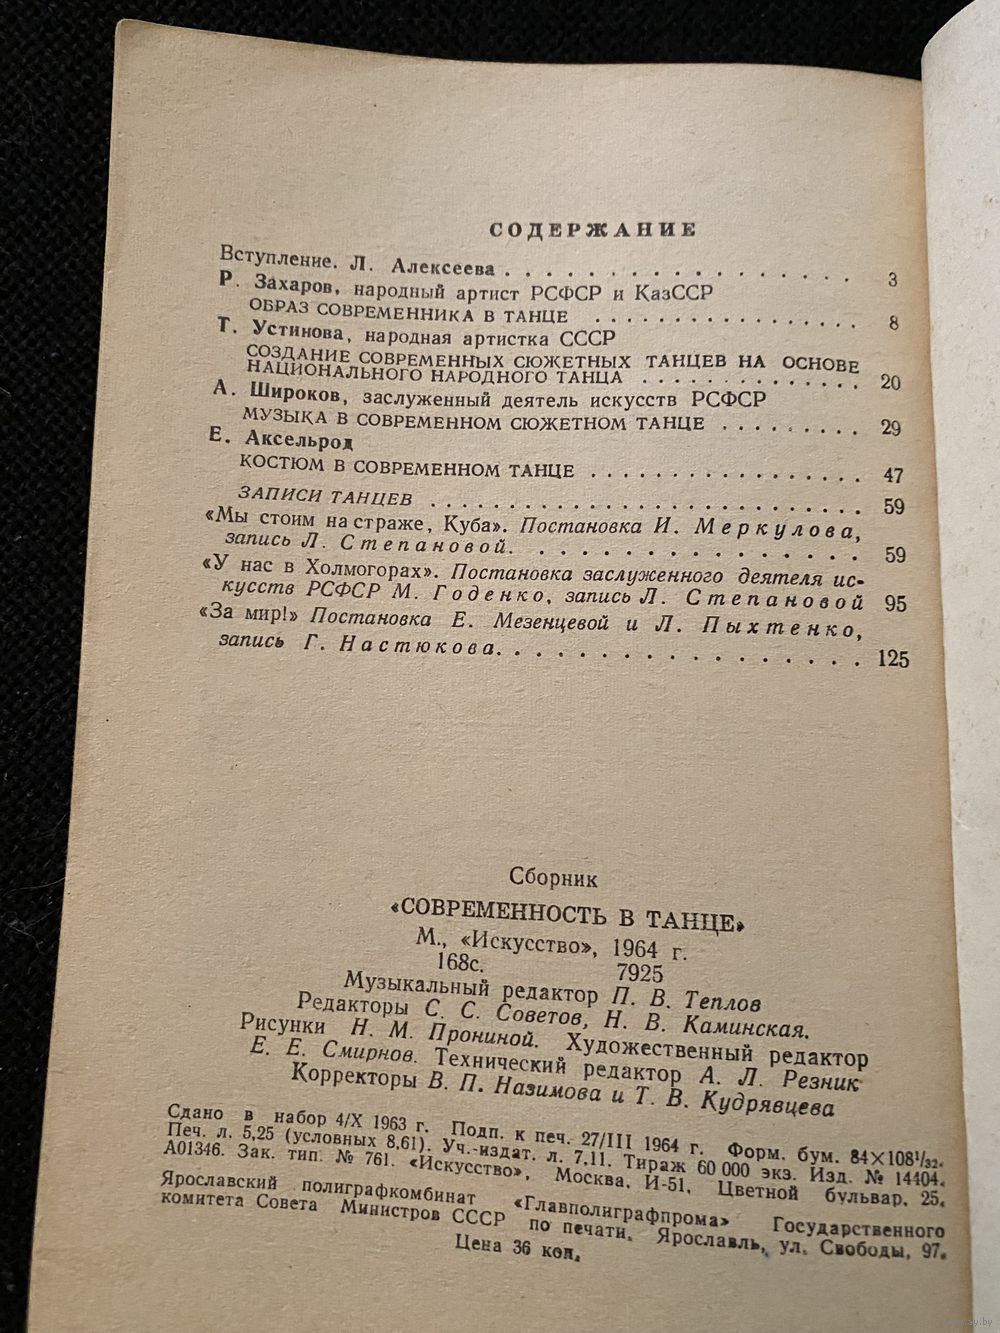 СОДЕРЖАНИЕ
Вступление. Л. Алексеева . . . . . . . . . . . . . . 3
Р. Захаров, народный артист РСФСР и КазССР
ОБРАЗ СОВРЕМЕННИКА В ТАНЦЕ . . . . . . . . . . . . . . 8
Т. Устинова, народная артистка СССР
СОЗДАНИЕ СОВРЕМЕННЫХ СЮЖЕТНЫХ ТАНЦЕВ НА ОСНОВЕ
НАЦИОНАЛЬНОГО НАРОДНОГО ТАНЦА . . . . . . . . . . . . 20
А. Широков, заслуженный деятель искусств РСФСР
МУЗЫКА В СОВРЕМЕННОМ СЮЖЕТНОМ ТАНЦЕ . . . . . . . . . 29
Е. Аксельрод
КОСТЮМ В СОВРЕМЕННОМ ТАНЦЕ . . . . . . . . . . . . . . 47
ЗАПИСИ ТАНЦЕВ . . . . . . . . . . . . . . . . . . . . 59
«Мы стоим на страже, Куба». Постановка И. Меркулова,
запись Л. Степановой. . . . . . . . . . . . . . . 59
«У нас в Холмогорах». Постановка заслуженного деятеля ис-
кусств РСФСР М. Годенко, запись Л. Степановой 95
«За мир!» Постановка Е. Мезенцевой и Л. Пыхтенко,
запись Г. Настюкова. . . . . . . . . . . . . . . . . 125
Сборник
«СОВРЕМЕННОСТЬ В ТАНЦЕ»
М., «Искусство», 1964 г.
168с. 7925
Музыкальный редактор П. В. Теплов
Редакторы С. С. Советов, Н. В. Каминская.
Рисунки Н. М. Прониной. Художественный редактор
Е. Е. Смирнов. Технический редактор А. Л. Резник
Корректоры В. П. Назимова и Т. В. Кудрявцева
Сдано в набор 4/X 1963 г. Подп. к печ. 27/III 1964 г. Форм. бум. 84×108¹/₃₂.
Печ. л. 5,25 (условных 8,61). Уч.-издат. л. 7,11. Тираж 60 000 экз. Изд. № 14404.
А01346. Зак. тип. № 761. «Искусство», Москва, И-51, Цветной бульвар, 25.
Ярославский полиграфкомбинат «Главполиграфпрома» Государственного
комитета Совета Министров СССР по печати. Ярославль, ул. Свободы, 97.
Цена 36 коп.